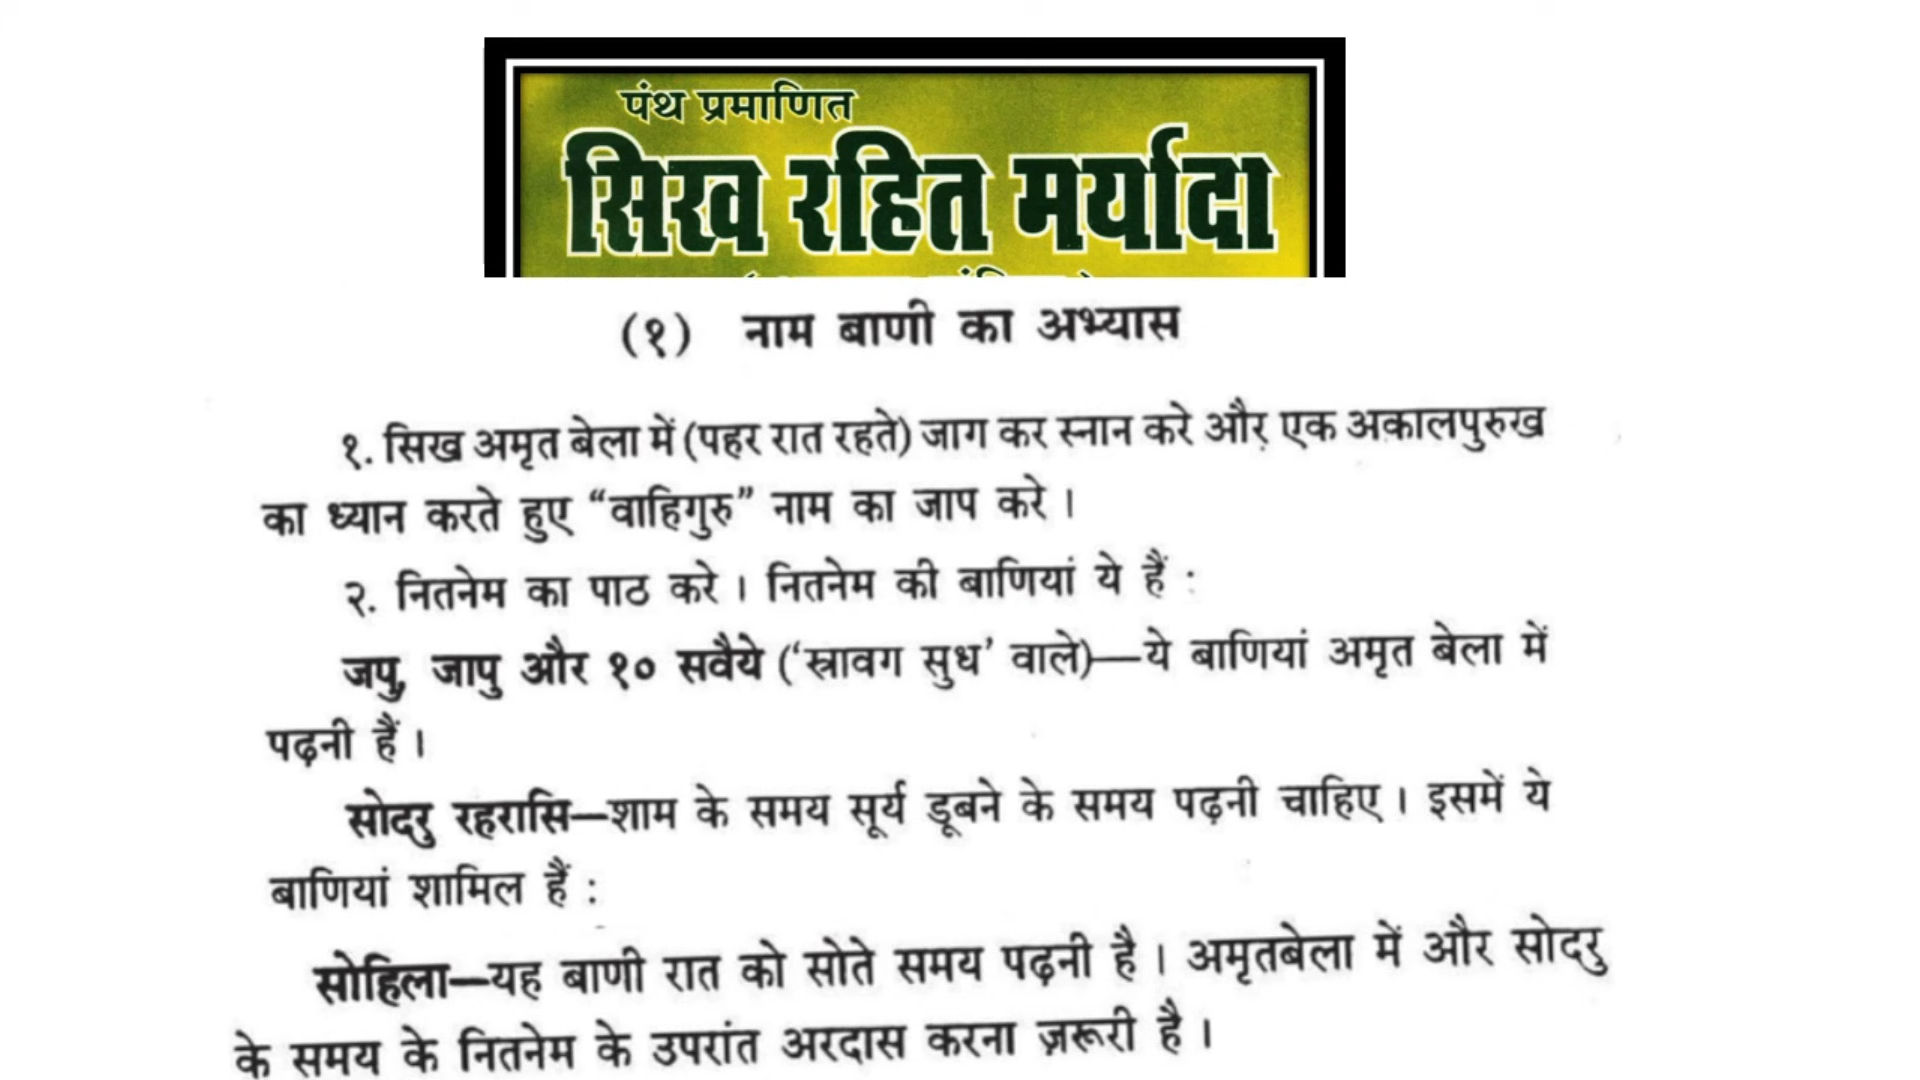 पंथ प्रमाणित
सिख रहित मर्यादा
(१) नाम बाणी का अभ्यास
१. सिख अमृत बेला में (पहर रात रहते) जाग कर स्नान करे और एक अकालपुरुख
का ध्यान करते हुए “वाहिगुरु” नाम का जाप करे ।
२. नितनेम का पाठ करे । नितनेम की बाणियां ये हैं :
जपु, जापु और १० सवैये (‘स्रावग सुध’ वाले)—ये बाणियां अमृत बेला में
पढ़नी हैं ।
सोदरु रहरासि—शाम के समय सूर्य डूबने के समय पढ़नी चाहिए । इसमें ये
बाणियां शामिल हैं :
सोहिला—यह बाणी रात को सोते समय पढ़नी है । अमृतबेला में और सोदरु
के समय के नितनेम के उपरांत अरदास करना ज़रूरी है ।